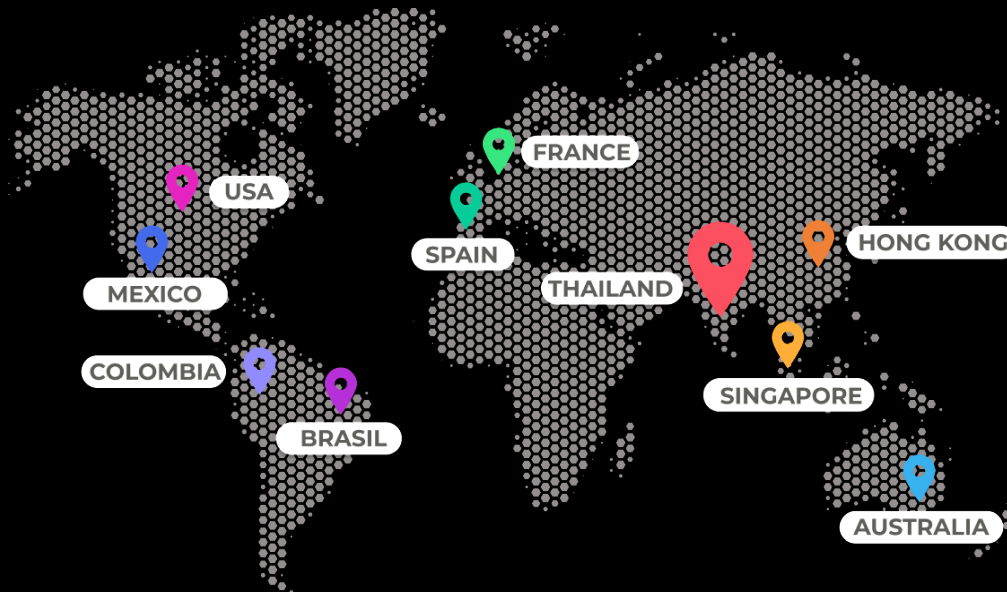 FRANCE
USA
SPAIN
HONG KONG
THAILAND
MEXICO
COLOMBIA
SINGAPORE
BRASIL
AUSTRALIA